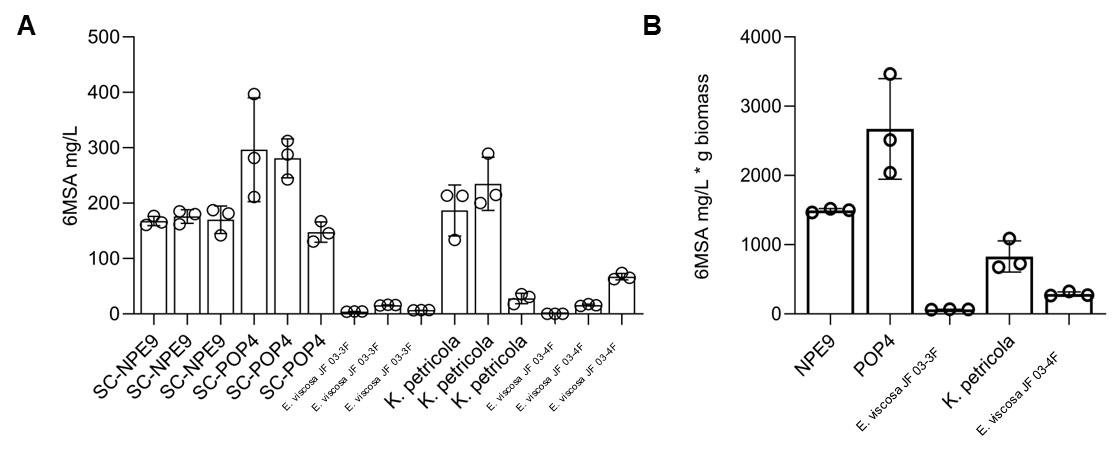 A
6MSA mg/L
500
400
300
200
100
0
SC-NPE9
SC-NPE9
SC-NPE9
SC-POP4
SC-POP4
SC-POP4
E. viscosa JF 03-3F
E. viscosa JF 03-3F
E. viscosa JF 03-3F
K. petricola
K. petricola
K. petricola
E. viscosa JF 03-4F
E. viscosa JF 03-4F
E. viscosa JF 03-4F
B
6MSA mg/L * g biomass
4000
3000
2000
1000
0
NPE9
POP4
E. viscosa JF 03-3F
K. petricola
E. viscosa JF 03-4F